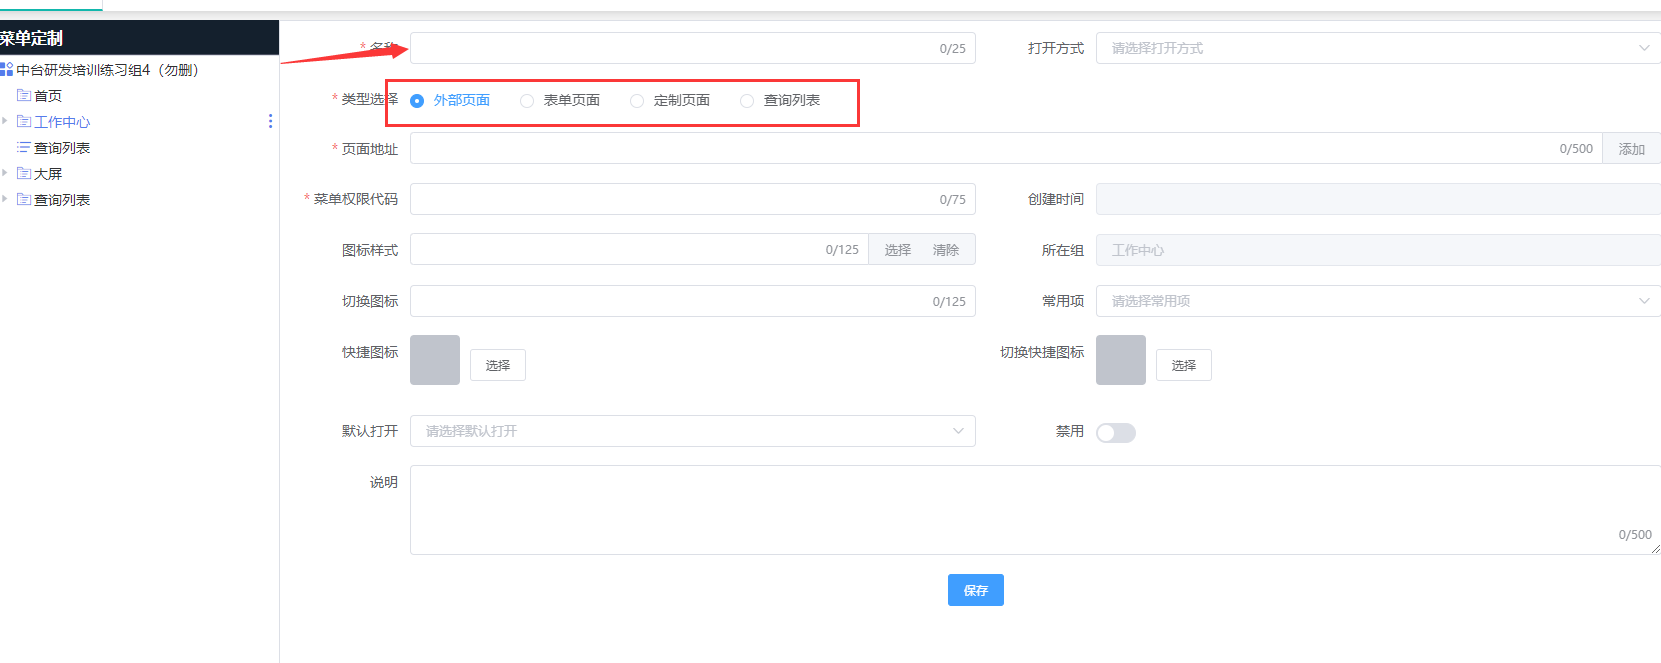 菜单定制
中台研发培训练习组4（勿删）
首页
工作中心
查询列表
大屏
查询列表
* 名称 0/25 打开方式 请选择打开方式
* 类型选择 外部页面 表单页面 定制页面 查询列表
* 页面地址 0/500 添加
* 菜单权限代码 0/75 创建时间
图标样式 0/125 选择 清除 所在组 工作中心
切换图标 0/125 常用项 请选择常用项
快捷图标 选择 切换快捷图标 选择
默认打开 请选择默认打开 禁用
说明
0/500
保存